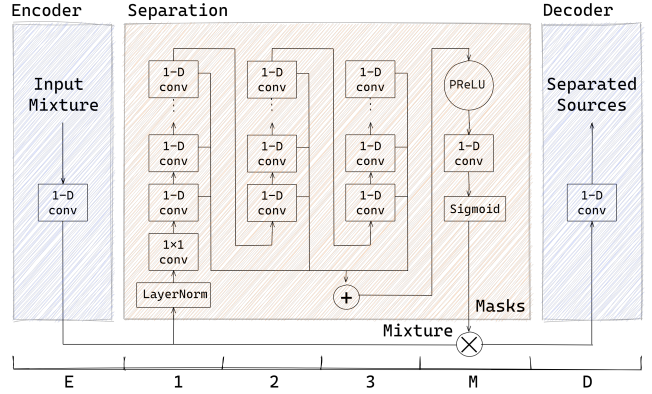 Encoder
Separation
Decoder
Input
Mixture
1-D
conv
1-D
conv
⋮
1-D
conv
1-D
conv
1×1
conv
LayerNorm
1-D
conv
⋮
1-D
conv
1-D
conv
1-D
conv
⋮
1-D
conv
1-D
conv
+
PReLU
1-D
conv
Sigmoid
Masks
Mixture
×
Separated
Sources
1-D
conv
E
1
2
3
M
D